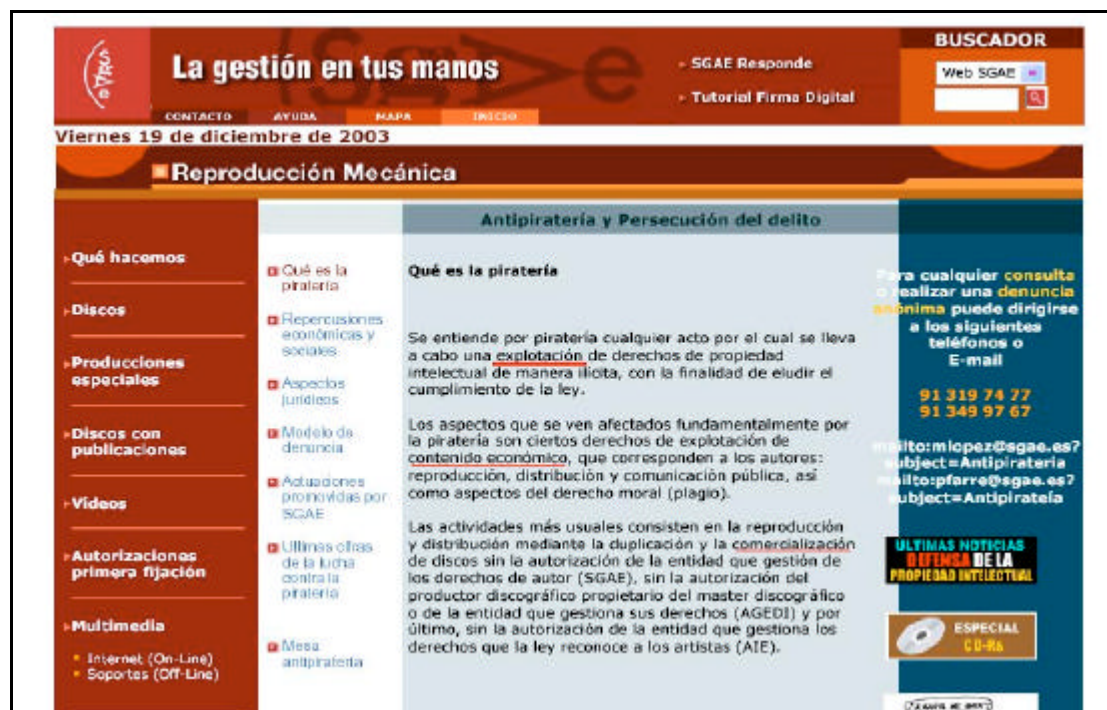 La gestión en tus manos
SGAE Responde
Tutorial Firma Digital
BUSCADOR
Web SGAE
CONTACTO AYUDA MAPA INICIO
Viernes 19 de diciembre de 2003
Reproducción Mecánica
Qué hacemos
Discos
Producciones
especiales
Discos con
publicaciones
Vídeos
Autorizaciones
primera fijación
Multimedia
Internet (On-Line)
Soportes (Off-Line)
Qué es la
piratería
Repercusiones
económicas y
sociales
Aspectos
jurídicos
Modelo de
denuncia
Actuaciones
promovidas por
SGAE
Ultimas cifras
de la lucha
contra la
piratería
Mesa
antipiratería
Antipiratería y Persecución del delito
Qué es la piratería
Se entiende por piratería cualquier acto por el cual se lleva
a cabo una explotación de derechos de propiedad
intelectual de manera ilícita, con la finalidad de eludir el
cumplimiento de la ley.
Los aspectos que se ven afectados fundamentalmente por
la piratería son ciertos derechos de explotación de
contenido económico, que corresponden a los autores:
reproducción, distribución y comunicación pública, así
como aspectos del derecho moral (plagio).
Las actividades más usuales consisten en la reproducción
y distribución mediante la duplicación y la comercialización
de discos sin la autorización de la entidad que gestión de
los derechos de autor (SGAE), sin la autorización del
productor discográfico propietario del master discográfico
o de la entidad que gestiona sus derechos (AGEDI) y por
último, sin la autorización de la entidad que gestiona los
derechos que la ley reconoce a los artistas (AIE).
Para cualquier consulta
o realizar una denuncia
anónima puede dirigirse
a los siguientes
teléfonos o
E-mail
91 319 74 77
91 349 97 67
mailto:mlopez@sgae.es?
subject=Antipirateria
mailto:pfarre@sgae.es?
subject=Antipirateía
ULTIMAS NOTICIAS
DEFENSA DE LA
PROPIEDAD INTELECTUAL
ESPECIAL
CD-Rs